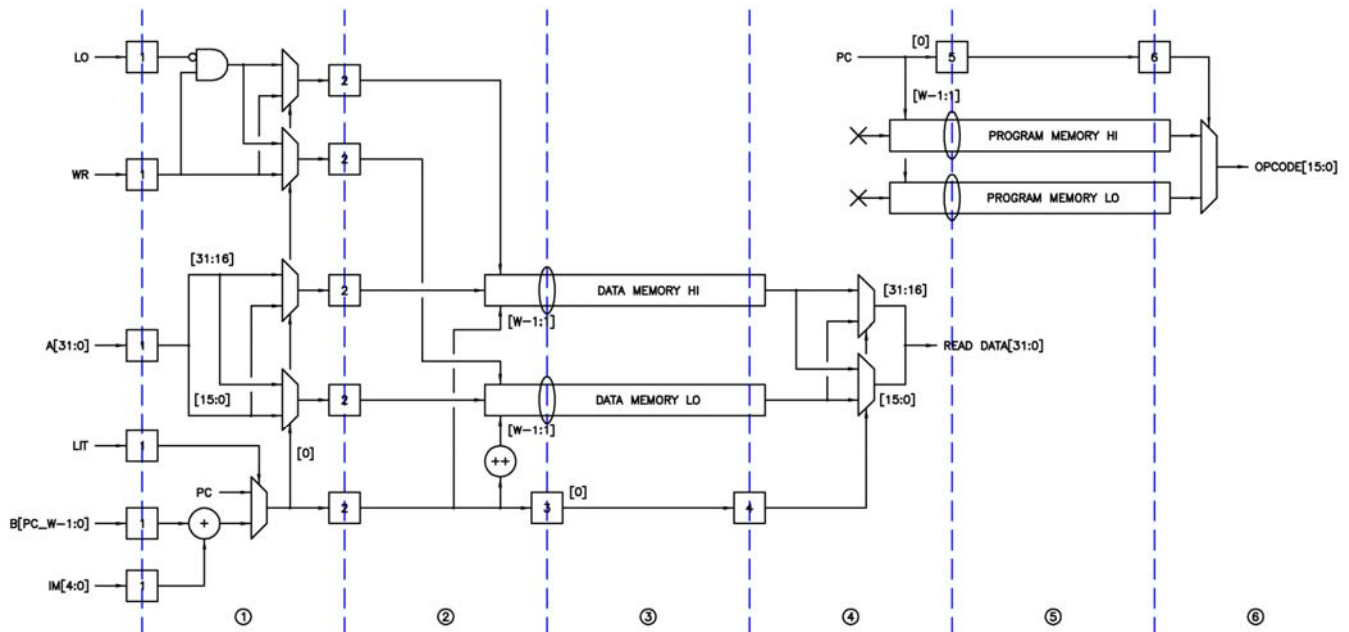 LO
1
2
WR
1
2
[31:16]
2
A[31:0]
1
[15:0]
2
LIT
1
[0]
PC
B[PC_W-1:0]
1
+
2
IM[4:0]
1
DATA MEMORY HI
[W-1:1]
DATA MEMORY LO
[W-1:1]
++
3
[0]
4
[31:16]
READ DATA[31:0]
[15:0]
PC
[0]
5
6
[W-1:1]
PROGRAM MEMORY HI
PROGRAM MEMORY LO
OPCODE[15:0]
① ② ③ ④ ⑤ ⑥